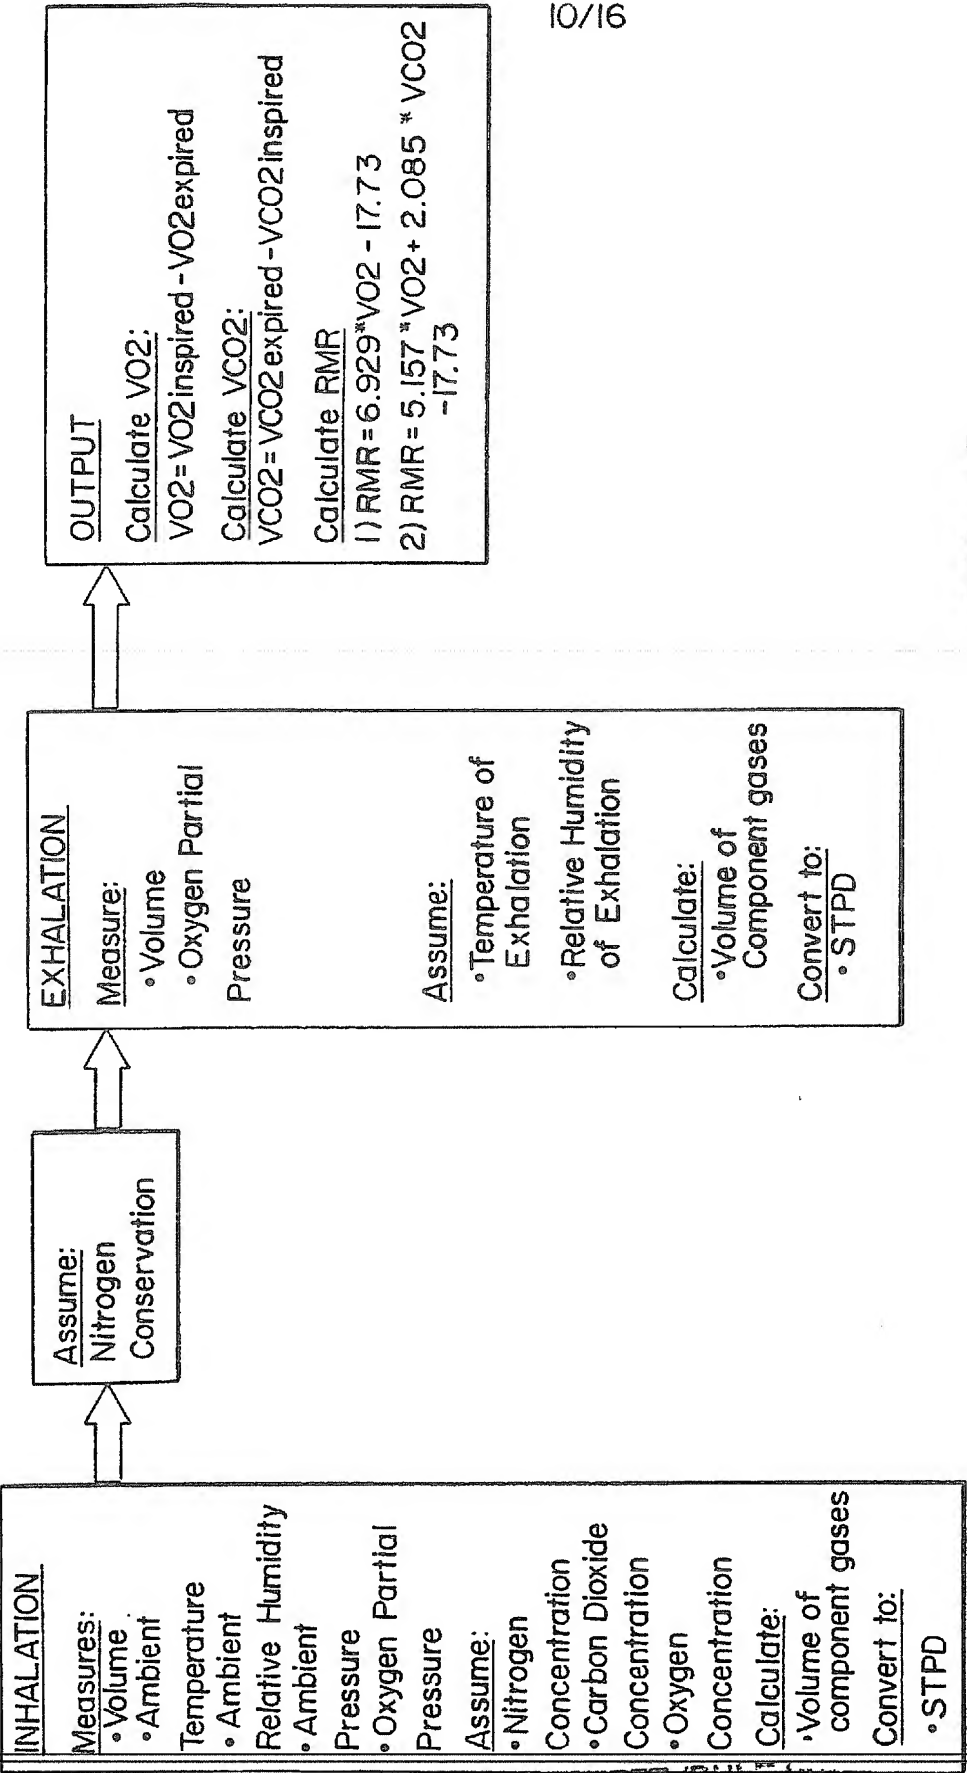 10/16
INHALATION
Measures:
•Volume.
•Ambient
Temperature
•Ambient
Relative Humidity
•Ambient
Pressure
•Oxygen Partial
Pressure
Assume:
•Nitrogen
Concentration
•Carbon Dioxide
Concentration
•Oxygen
Concentration
Calculate:
•Volume of
component gases
Convert to:
•STPD
Assume:
Nitrogen
Conservation
EXHALATION
Measure:
•Volume
•Oxygen Partial
Pressure
Assume:
•Temperature of
Exhalation
•Relative Humidity
of Exhalation
Calculate:
•Volume of
Component gases
Convert to:
•STPD
OUTPUT
Calculate VO2:
VO2=VO2inspired-VO2expired
Calculate VCO2:
VCO2=VCO2expired-VCO2inspired
Calculate RMR
1) RMR=6.929*VO2-17.73
2) RMR=5.157*VO2+2.085*VCO2
-17.73